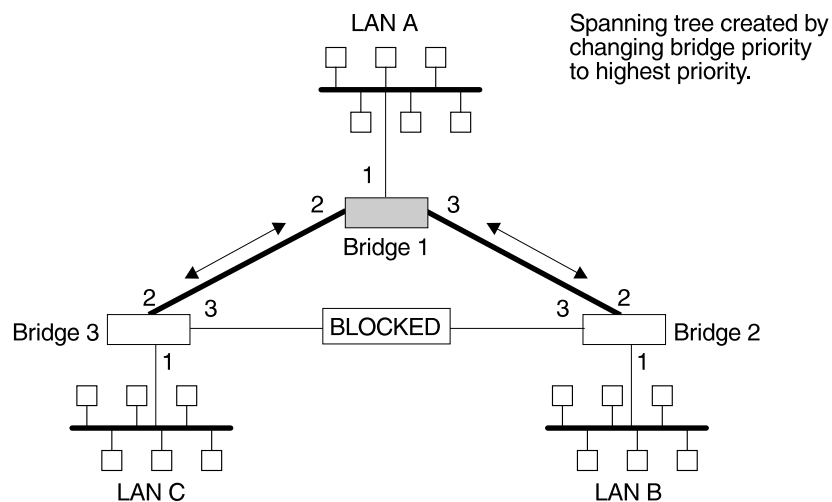 LAN A
Spanning tree created by
changing bridge priority
to highest priority.
1
2
3
Bridge 1
2
3
3
2
Bridge 3
BLOCKED
Bridge 2
1
1
LAN C
LAN B